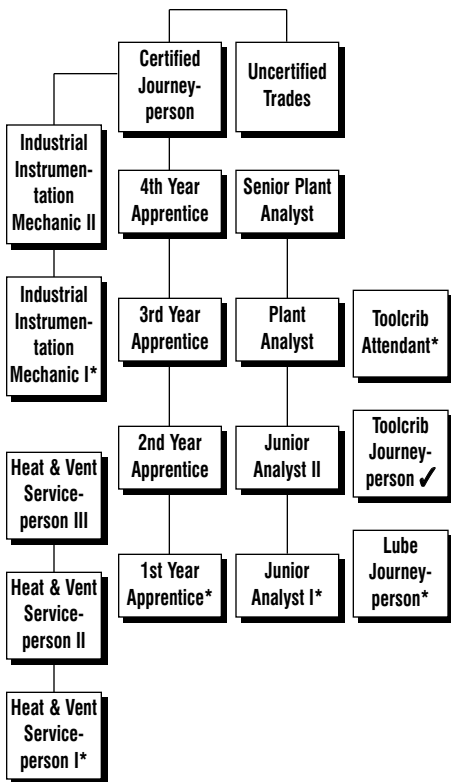 Certified
Journey-
person
Uncertified
Trades
Industrial
Instrumen-
tation
Mechanic II
4th Year
Apprentice
Senior Plant
Analyst
Industrial
Instrumen-
tation
Mechanic I*
3rd Year
Apprentice
Plant
Analyst
Toolcrib
Attendant*
Heat & Vent
Service-
person III
2nd Year
Apprentice
Junior
Analyst II
Toolcrib
Journey-
person ✓
Heat & Vent
Service-
person II
1st Year
Apprentice*
Junior
Analyst I*
Lube
Journey-
person*
Heat & Vent
Service-
person I*